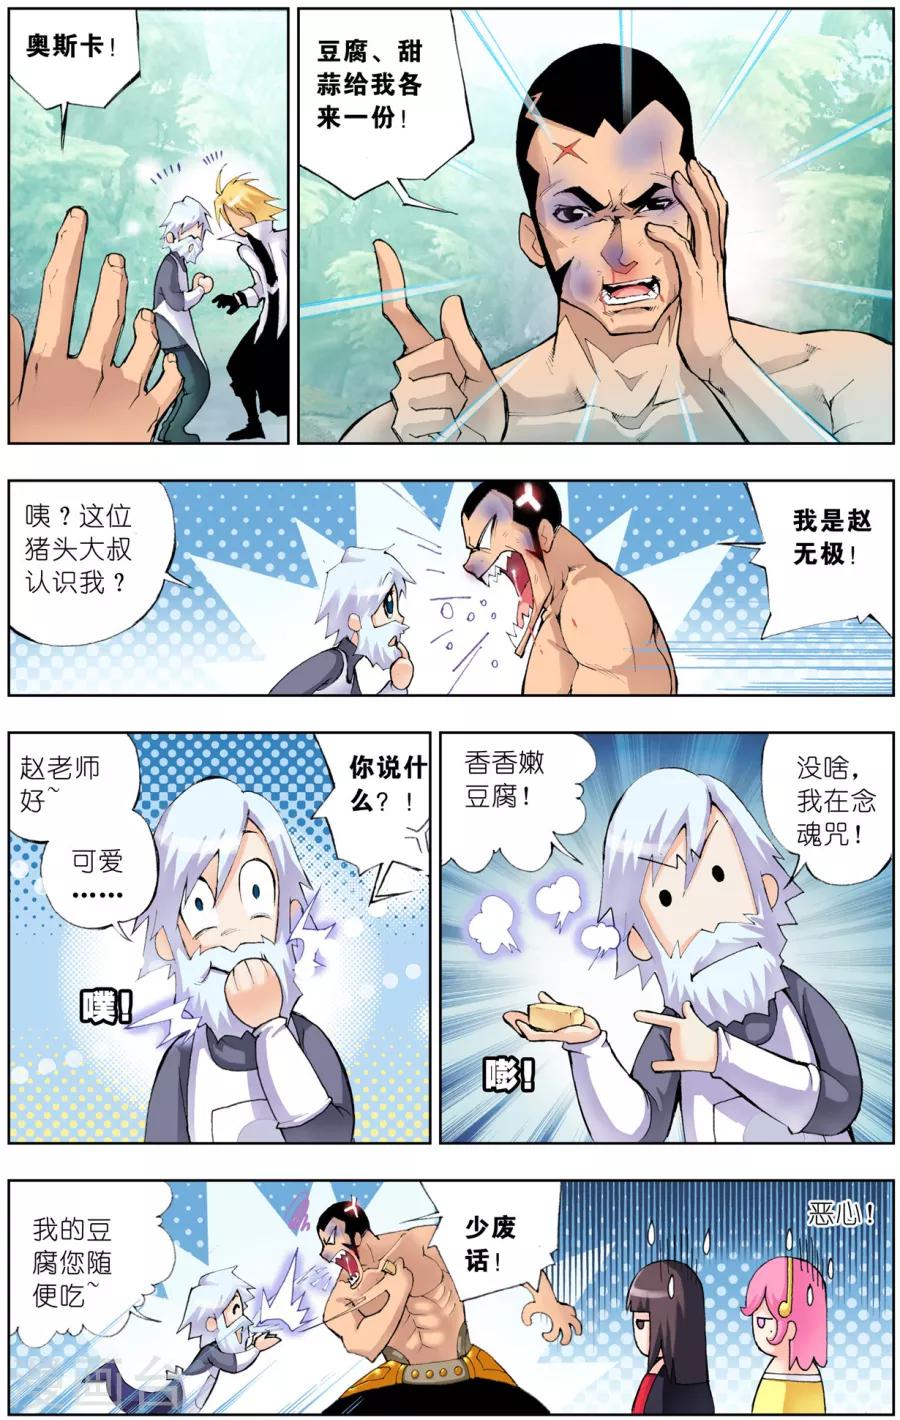 奥斯卡！
豆腐、甜
蒜给我各
来一份！
咦？这位
猪头大叔
认识我？
我是赵
无极！
赵老师
好~
可爱
……
你说什
么？！
噗！
香香嫩
豆腐！
没啥，
我在念
魂咒！
嘭！
我的豆
腐您随
便吃~
少废
话！
恶心！
漫画台